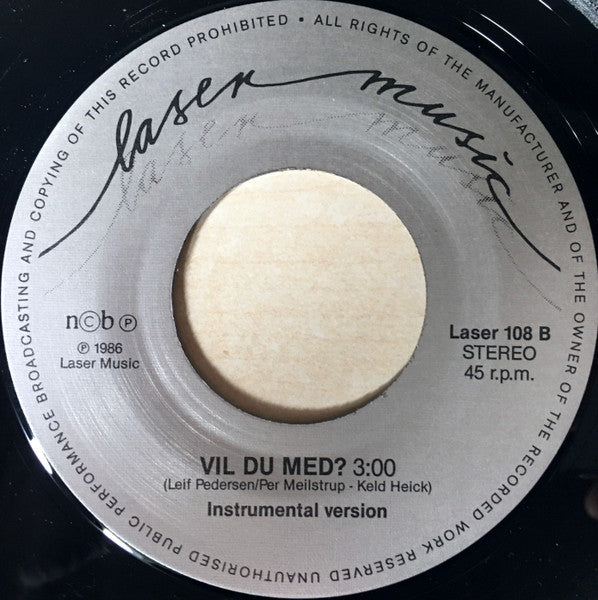 UNAUTHORISED PUBLIC PERFORMANCE BROADCASTING AND COPYING OF THIS RECORD PROHIBITED • ALL RIGHTS OF THE MANUFACTURER AND OF THE OWNER OF THE RECORDED WORK RESERVED
laser music
laser music
n©b ℗
℗ 1986
Laser Music
Laser 108 B
STEREO
45 r.p.m.
VIL DU MED? 3:00
(Leif Pedersen/Per Meilstrup - Keld Heick)
Instrumental version